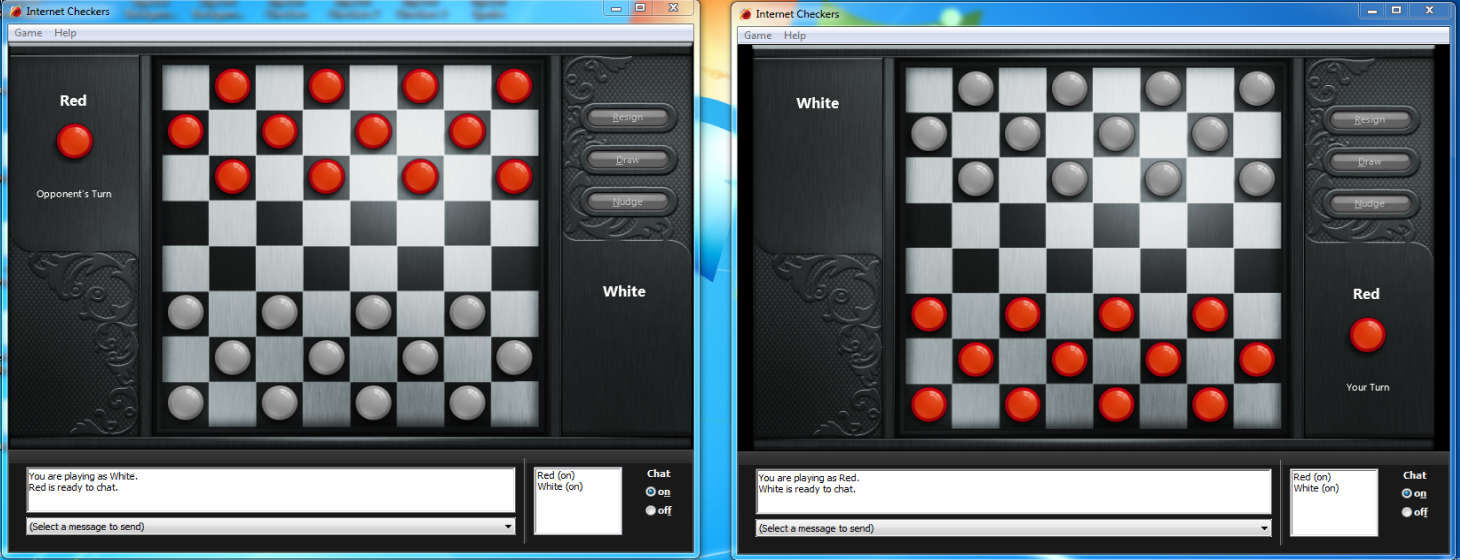 Internet Checkers
Game Help
Red
Opponent's Turn
Resign
Draw
Nudge
White
You are playing as White.
Red is ready to chat.
(Select a message to send)
Red (on)
White (on)
Chat
on
off
Internet Checkers
Game Help
White
Resign
Draw
Nudge
Red
Your Turn
You are playing as Red.
White is ready to chat.
(Select a message to send)
Red (on)
White (on)
Chat
on
off